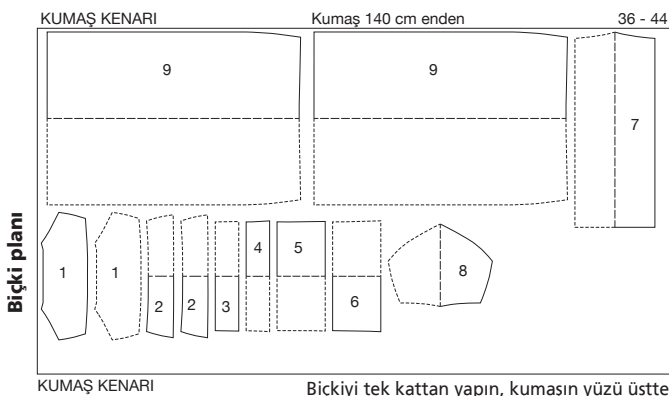 KUMAŞ KENARI Kumaş 140 cm enden 36 - 44
9 9
7
Biçki planı
1 1 2 2 3 4 5 6 8
KUMAŞ KENARI Bickiyi tek kattan yapın, kumaşın yüzü üstte